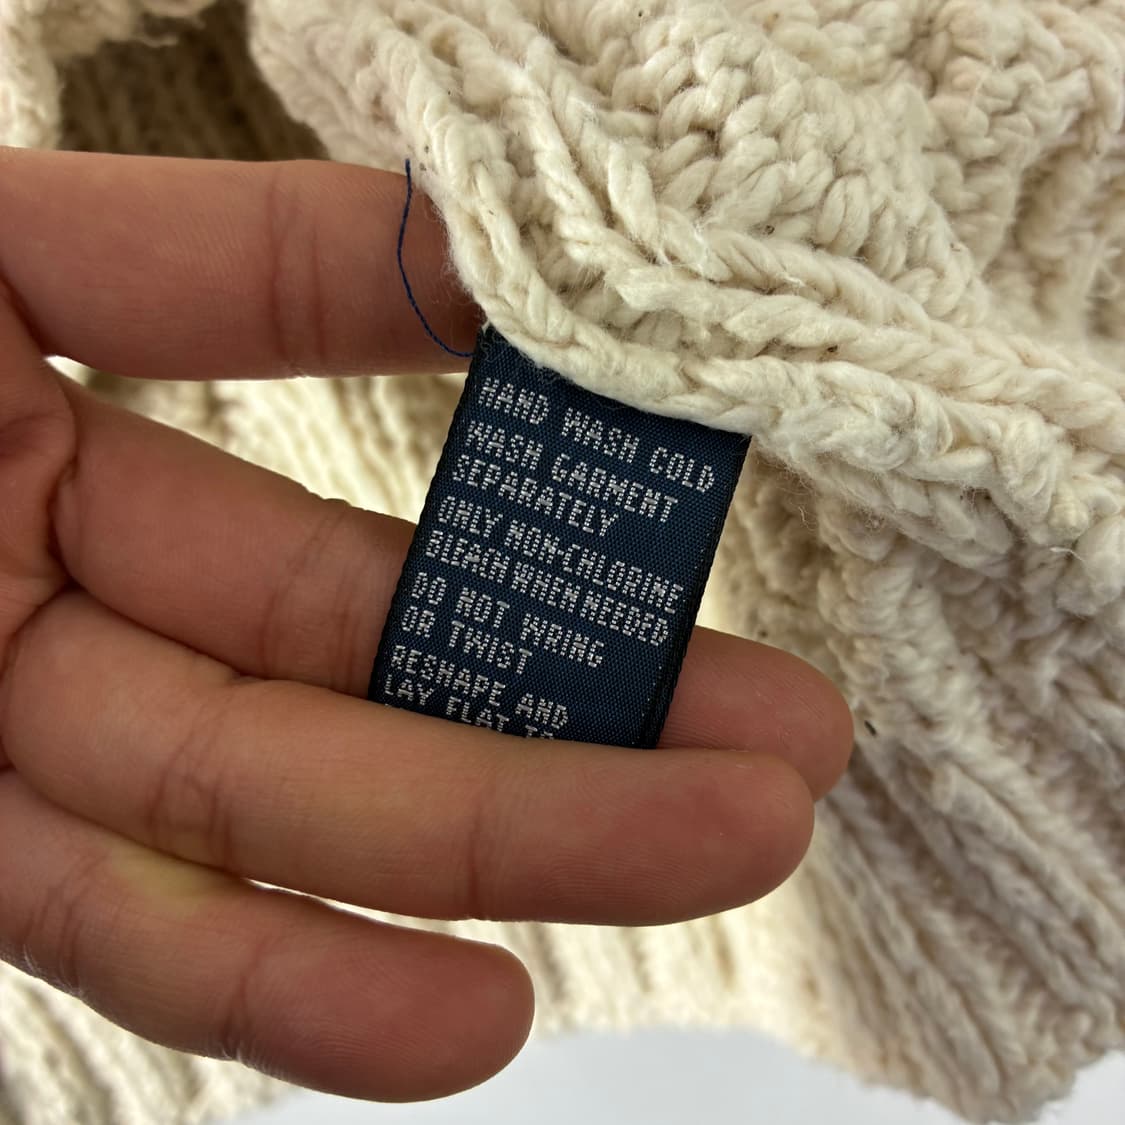 HAND WASH COLD
WASH GARMENT
SEPARATELY
ONLY NON-CHLORINE
BLEACH WHEN NEEDED
DO NOT WRING
OR TWIST
RESHAPE AND
LAY FLAT